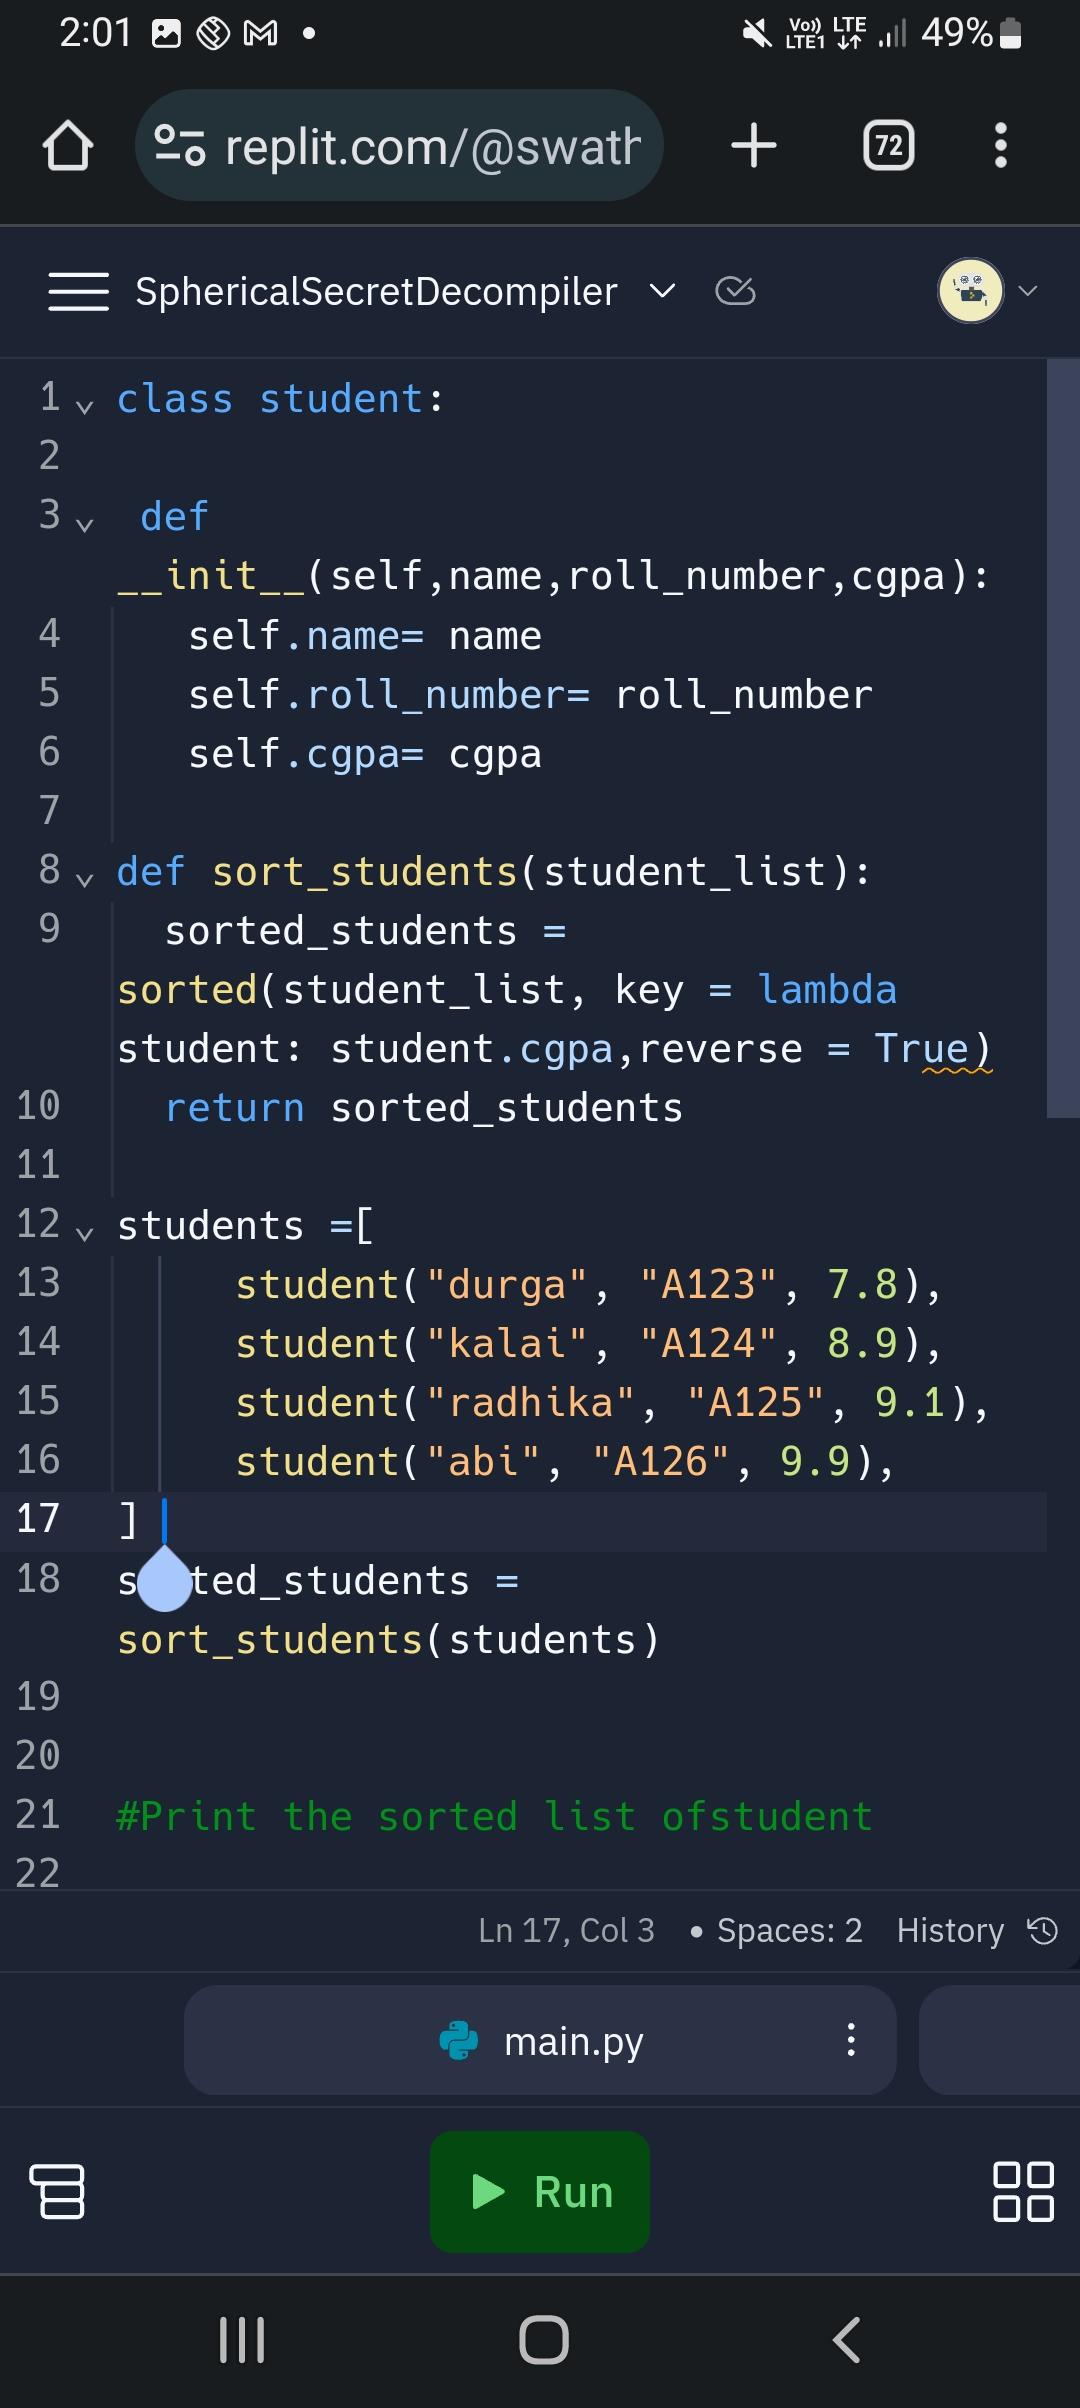 2:01 Vo)) LTE1 LTE 49%
replit.com/@swath 72
SphericalSecretDecompiler
1 class student:
2
3 def
__init__(self,name,roll_number,cgpa):
4 self.name= name
5 self.roll_number= roll_number
6 self.cgpa= cgpa
7
8 def sort_students(student_list):
9 sorted_students =
sorted(student_list, key = lambda
student: student.cgpa,reverse = True)
10 return sorted_students
11
12 students =[
13 student("durga", "A123", 7.8),
14 student("kalai", "A124", 8.9),
15 student("radhika", "A125", 9.1),
16 student("abi", "A126", 9.9),
17 ]
18 sorted_students =
sort_students(students)
19
20
21 #Print the sorted list ofstudent
22
Ln 17, Col 3 • Spaces: 2 History
main.py
Run